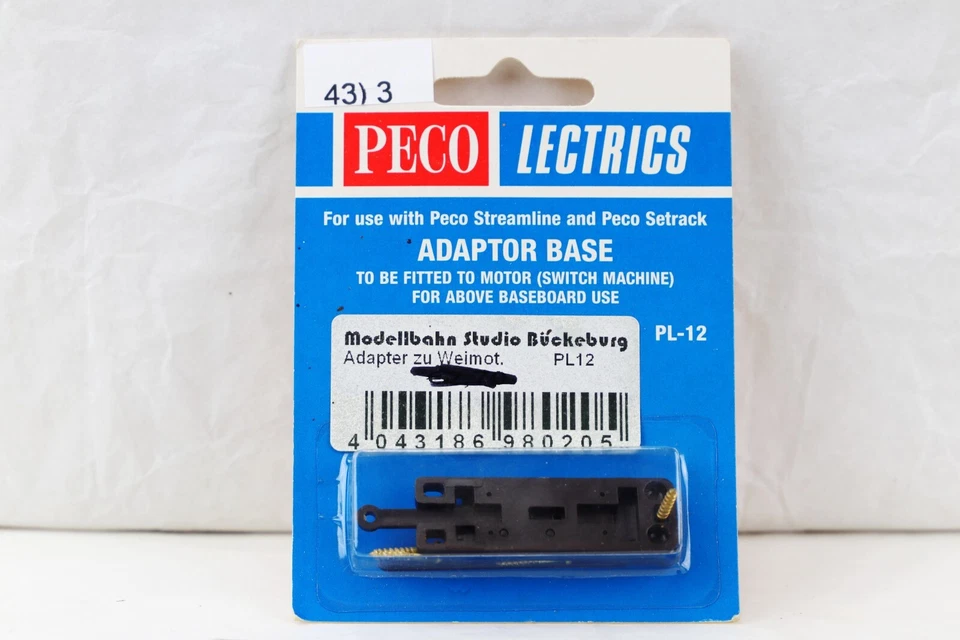 43) 3
PECO LECTRICS
For use with Peco Streamline and Peco Setrack
ADAPTOR BASE
TO BE FITTED TO MOTOR (SWITCH MACHINE)
FOR ABOVE BASEBOARD USE
PL-12
Modellbahn Studio Bückeburg
Adapter zu Weimot. PL12
4 043186 980205